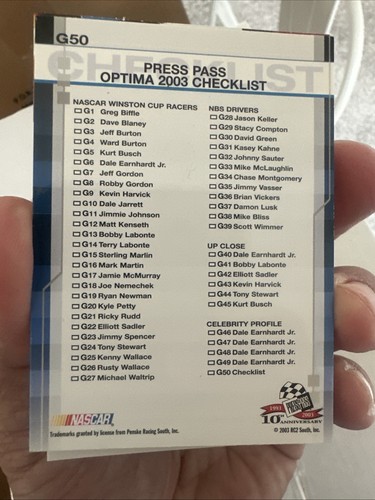 G50
CHECKLIST
PRESS PASS
OPTIMA 2003 CHECKLIST
NASCAR WINSTON CUP RACERS
G1 Greg Biffle
G2 Dave Blaney
G3 Jeff Burton
G4 Ward Burton
G5 Kurt Busch
G6 Dale Earnhardt Jr.
G7 Jeff Gordon
G8 Robby Gordon
G9 Kevin Harvick
G10 Dale Jarrett
G11 Jimmie Johnson
G12 Matt Kenseth
G13 Bobby Labonte
G14 Terry Labonte
G15 Sterling Marlin
G16 Mark Martin
G17 Jamie McMurray
G18 Joe Nemechek
G19 Ryan Newman
G20 Kyle Petty
G21 Ricky Rudd
G22 Elliott Sadler
G23 Jimmy Spencer
G24 Tony Stewart
G25 Kenny Wallace
G26 Rusty Wallace
G27 Michael Waltrip
NBS DRIVERS
G28 Jason Keller
G29 Stacy Compton
G30 David Green
G31 Kasey Kahne
G32 Johnny Sauter
G33 Mike McLaughlin
G34 Chase Montgomery
G35 Jimmy Vasser
G36 Brian Vickers
G37 Damon Lusk
G38 Mike Bliss
G39 Scott Wimmer
UP CLOSE
G40 Dale Earnhardt Jr.
G41 Bobby Labonte
G42 Elliott Sadler
G43 Kevin Harvick
G44 Tony Stewart
G45 Kurt Busch
CELEBRITY PROFILE
G46 Dale Earnhardt Jr.
G47 Dale Earnhardt Jr.
G48 Dale Earnhardt Jr.
G49 Dale Earnhardt Jr.
G50 Checklist
NASCAR
Trademarks granted by license from Penske Racing South, Inc.
PRESS PASS
10th
ANNIVERSARY
© 2003 RC2 South, Inc.